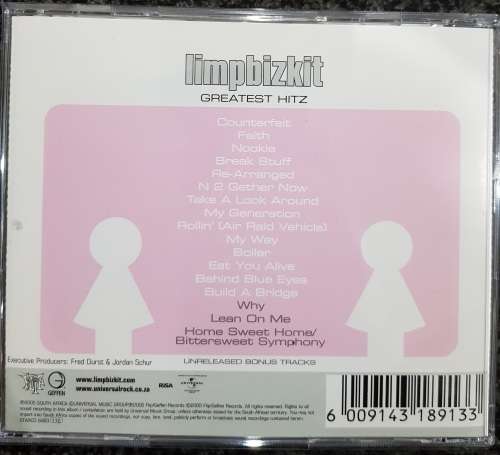 limpbizkit
GREATEST HITZ
Counterfeit
Faith
Nookie
Break Stuff
Re-Arranged
N 2 Gether Now
Take A Look Around
My Generation
Rollin' (Air Raid Vehicle)
My Way
Boiler
Eat You Alive
Behind Blue Eyes
Build A Bridge
Why
Lean On Me
Home Sweet Home/
Bittersweet Symphony
Executive Producers: Fred Durst & Jordan Schur
UNRELEASED BONUS TRACKS
GEFFEN
www.limpbizkit.com
www.universalrock.co.za
RiSA
UNIVERSAL
6 009143 189133